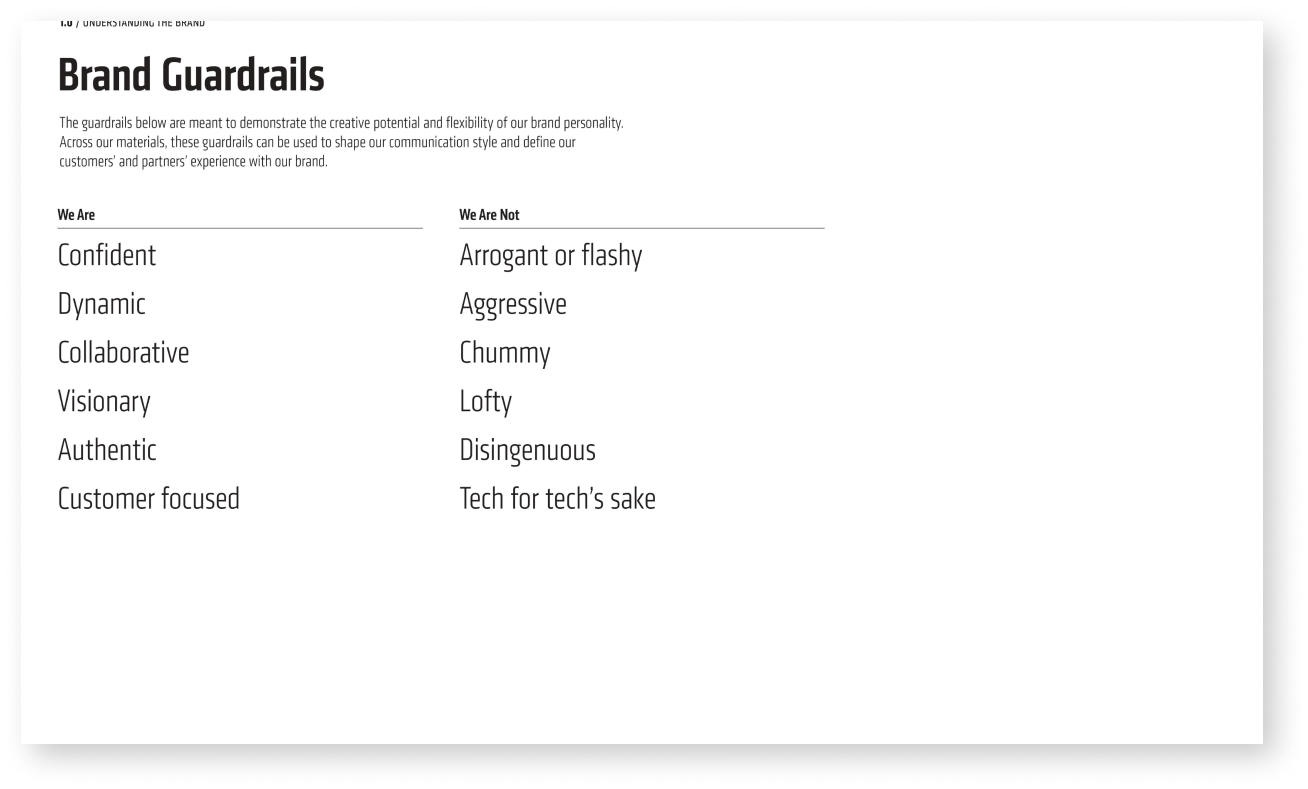 1.0 / UNDERSTANDING THE BRAND
Brand Guardrails
The guardrails below are meant to demonstrate the creative potential and flexibility of our brand personality.
Across our materials, these guardrails can be used to shape our communication style and define our
customers’ and partners’ experience with our brand.
We Are
Confident
Dynamic
Collaborative
Visionary
Authentic
Customer focused
We Are Not
Arrogant or flashy
Aggressive
Chummy
Lofty
Disingenuous
Tech for tech’s sake